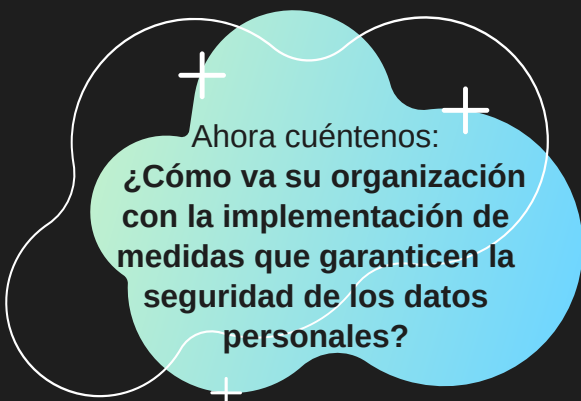 Ahora cuéntenos:
¿Cómo va su organización
con la implementación de
medidas que garanticen la
seguridad de los datos
personales?